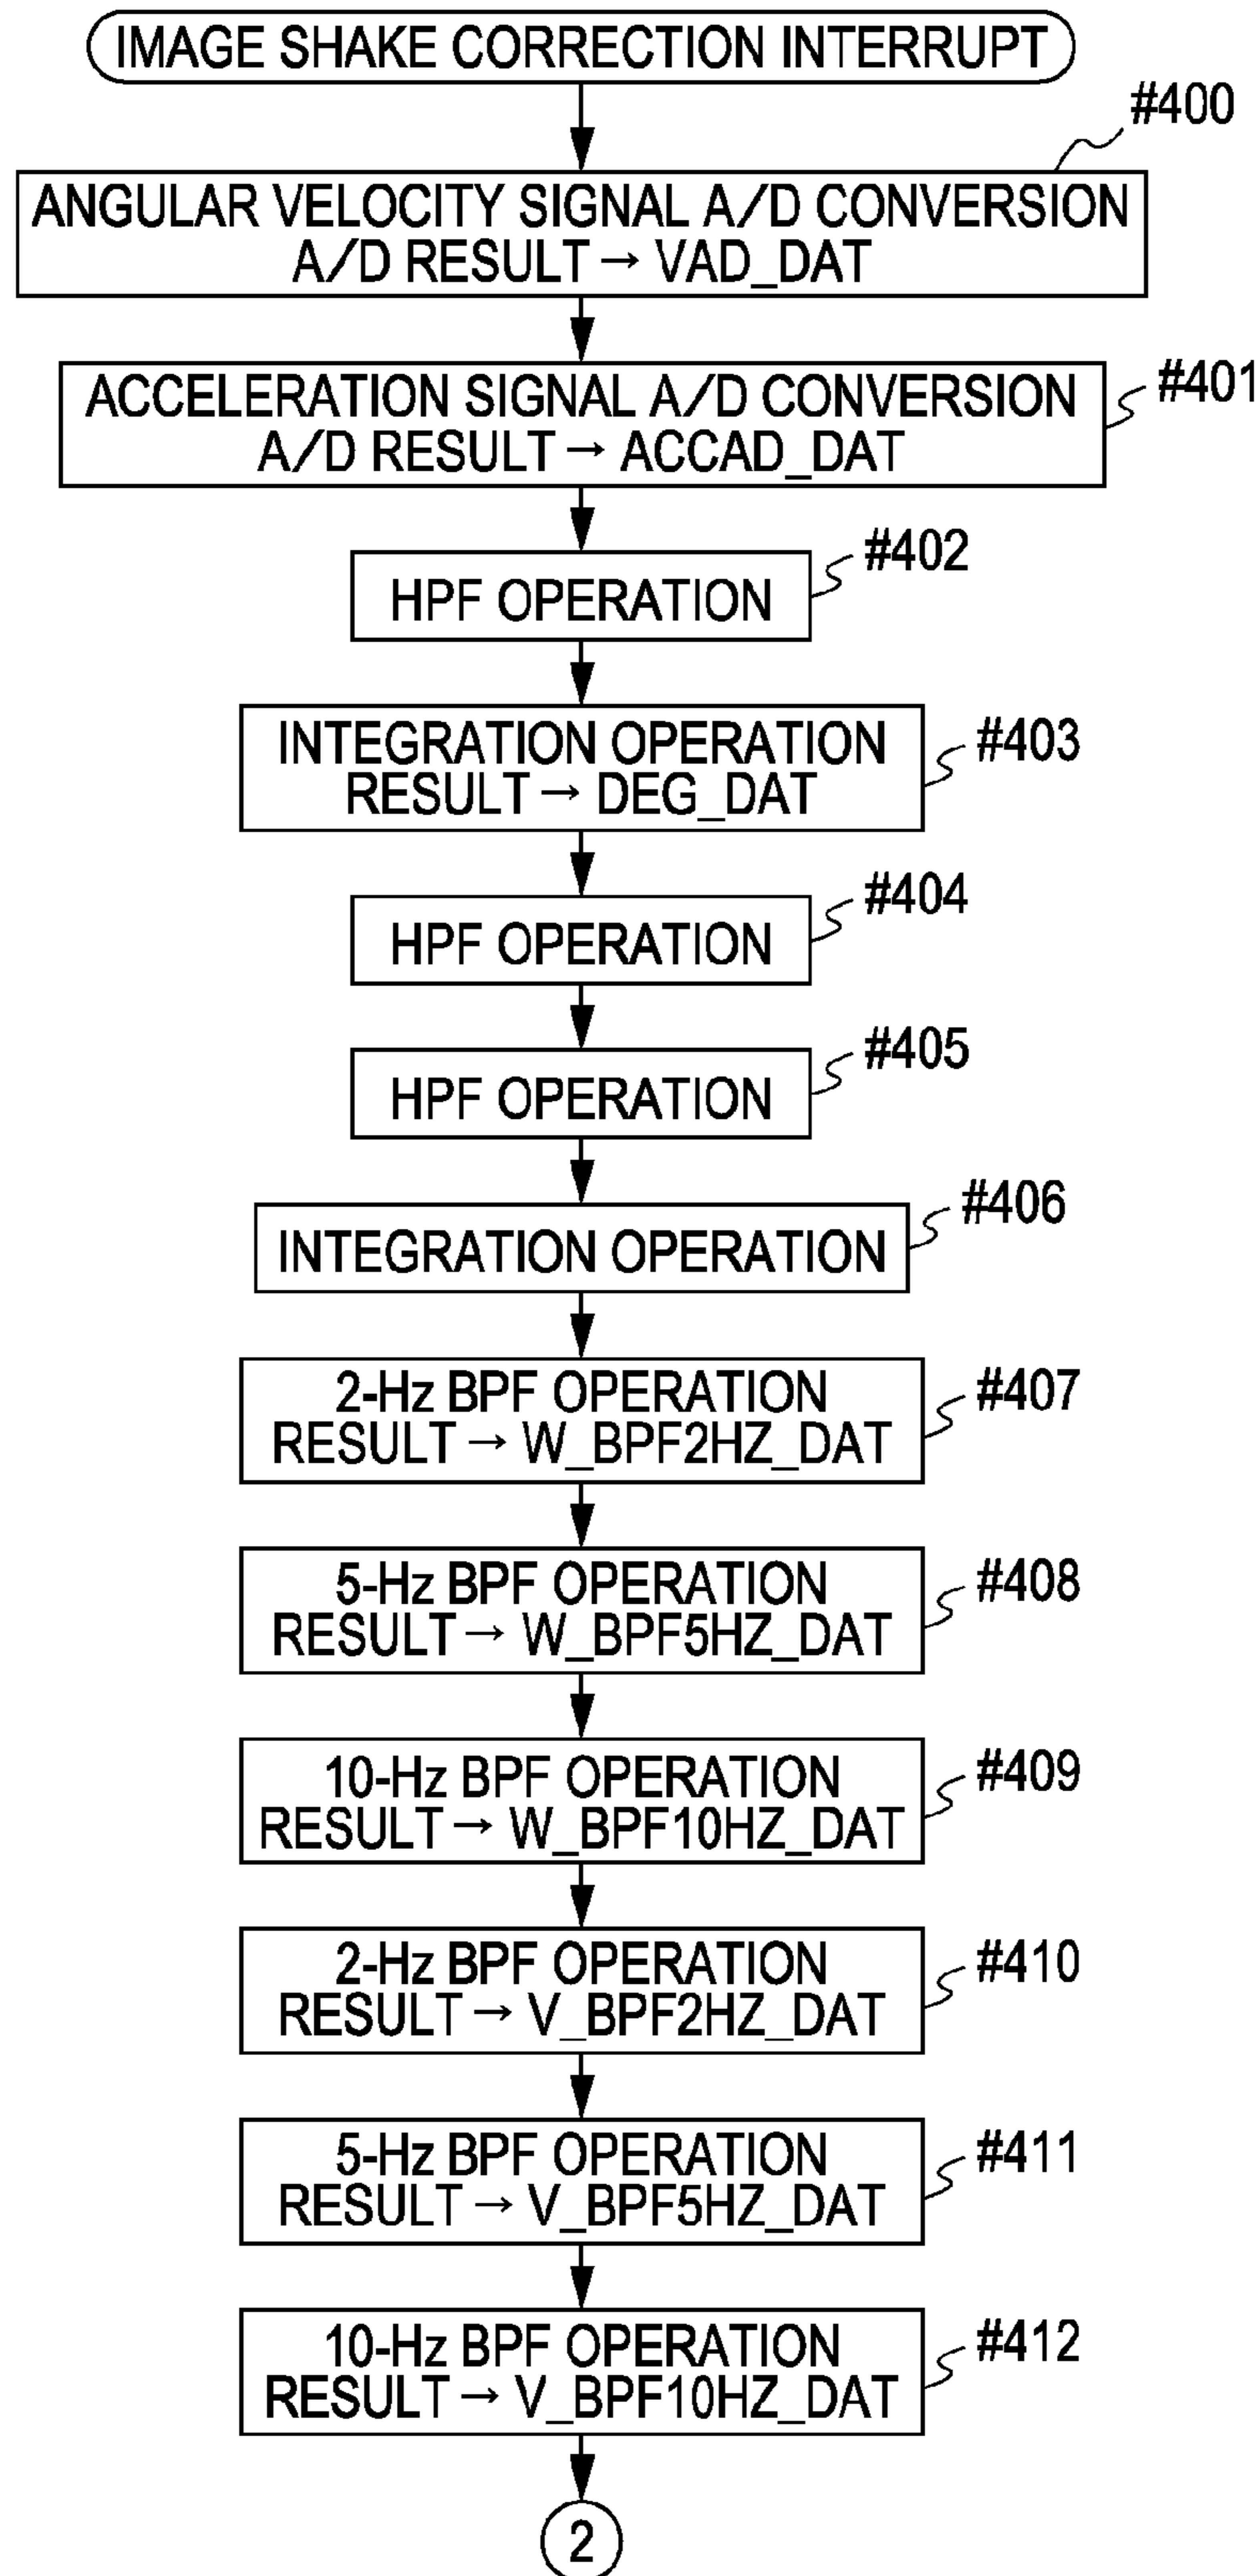 IMAGE SHAKE CORRECTION INTERRUPT
#400
ANGULAR VELOCITY SIGNAL A/D CONVERSION
A/D RESULT → VAD_DAT
#401
ACCELERATION SIGNAL A/D CONVERSION
A/D RESULT → ACCAD_DAT
#402
HPF OPERATION
#403
INTEGRATION OPERATION
RESULT → DEG_DAT
#404
HPF OPERATION
#405
HPF OPERATION
#406
INTEGRATION OPERATION
#407
2-Hz BPF OPERATION
RESULT → W_BPF2HZ_DAT
#408
5-Hz BPF OPERATION
RESULT → W_BPF5HZ_DAT
#409
10-Hz BPF OPERATION
RESULT → W_BPF10HZ_DAT
#410
2-Hz BPF OPERATION
RESULT → V_BPF2HZ_DAT
#411
5-Hz BPF OPERATION
RESULT → V_BPF5HZ_DAT
#412
10-Hz BPF OPERATION
RESULT → V_BPF10HZ_DAT
2